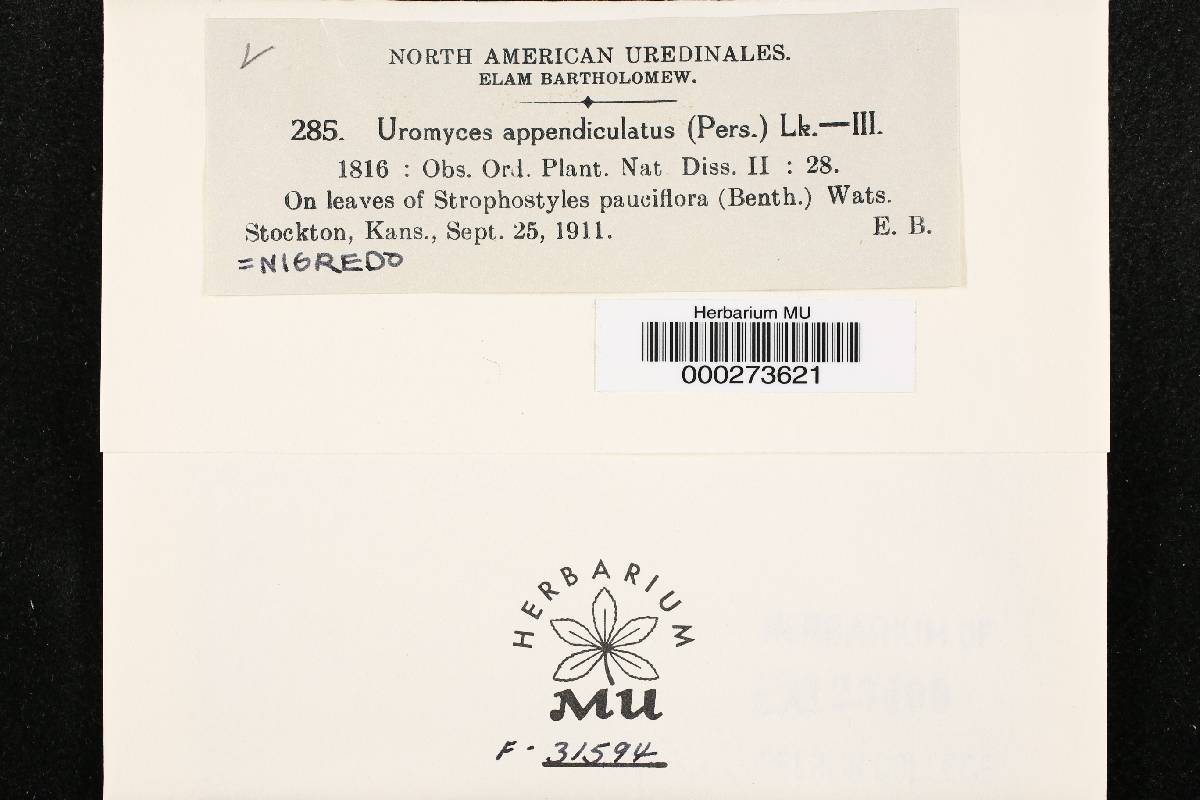 NORTH AMERICAN UREDINALES.
ELAM BARTHOLOMEW.
285. Uromyces appendiculatus (Pers.) Lk.—III.
1816 : Obs. Ord. Plant. Nat Diss. II : 28.
On leaves of Strophostyles pauciflora (Benth.) Wats.
Stockton, Kans., Sept. 25, 1911. E. B.
=NIGREDO
Herbarium MU
000273621
HERBARIUM
MU
F - 31594